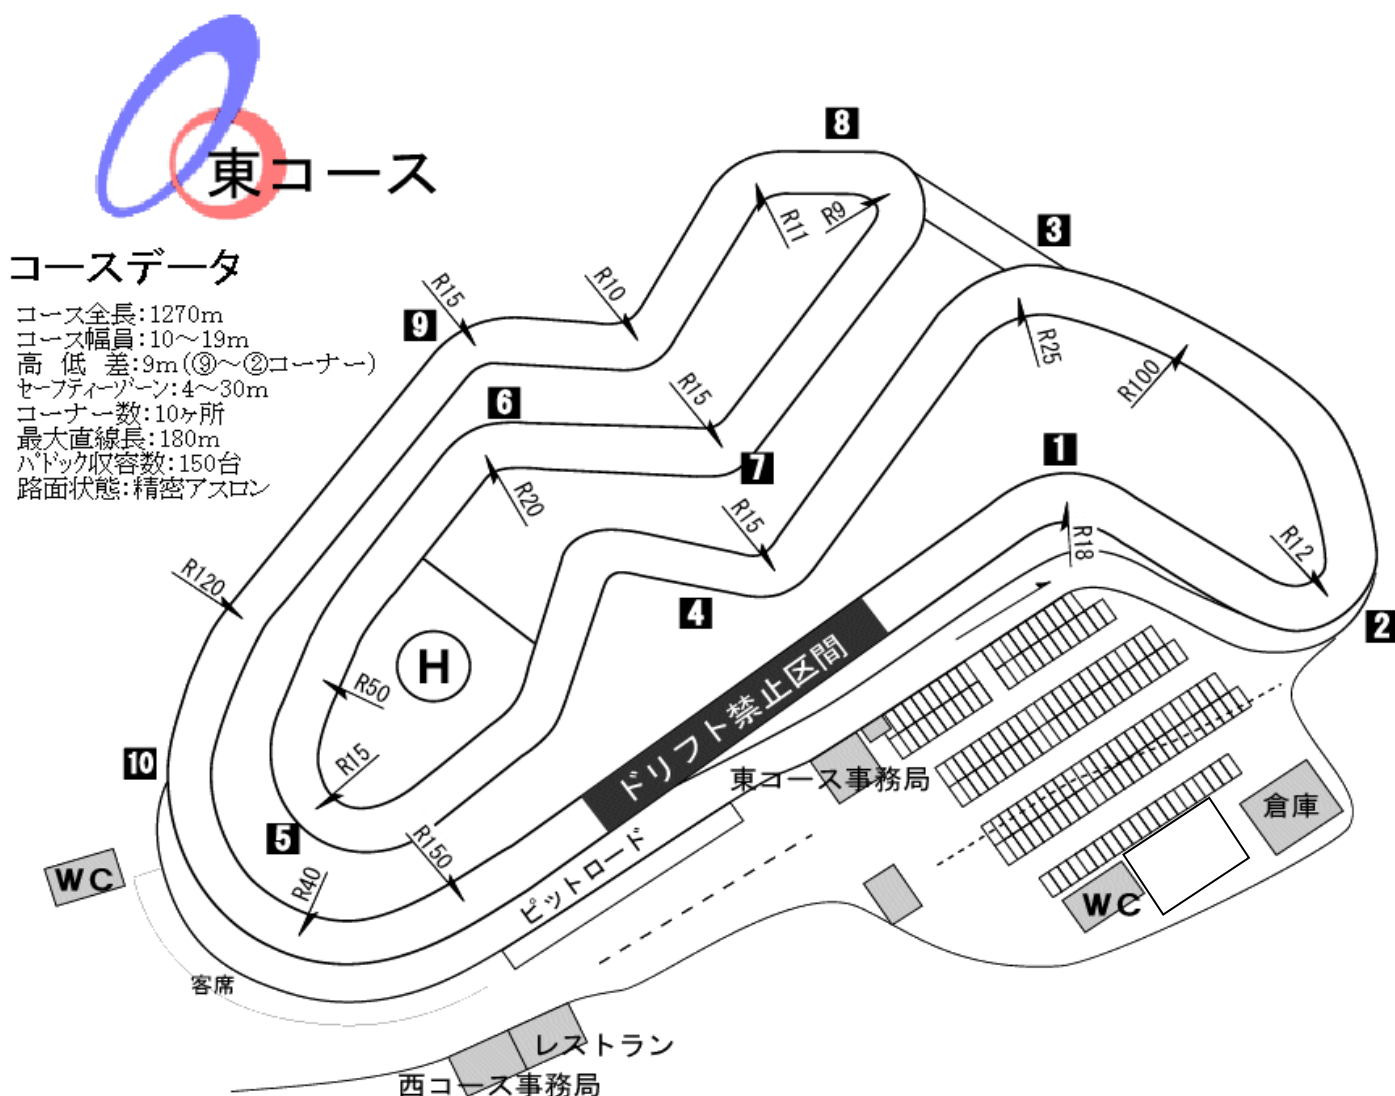 東コース
コースデータ
コース全長:1270m
コース幅員:10～19m
高 低 差:9m(⑨～②コーナー)
セーフティーゾーン:4～30m
コーナー数:10ヶ所
最大直線長:180m
パドック収容数:150台
路面状態:精密アスロン
8
3
R11
R9
R15
R10
9
R25
R100
6
R15
7
1
R20
R15
R18
R12
R120
4
2
H
R50
ドリフト禁止区間
10
R15
東コース事務局
倉庫
5
R150
R40
ピットロード
WC
WC
客席
レストラン
西コース事務局